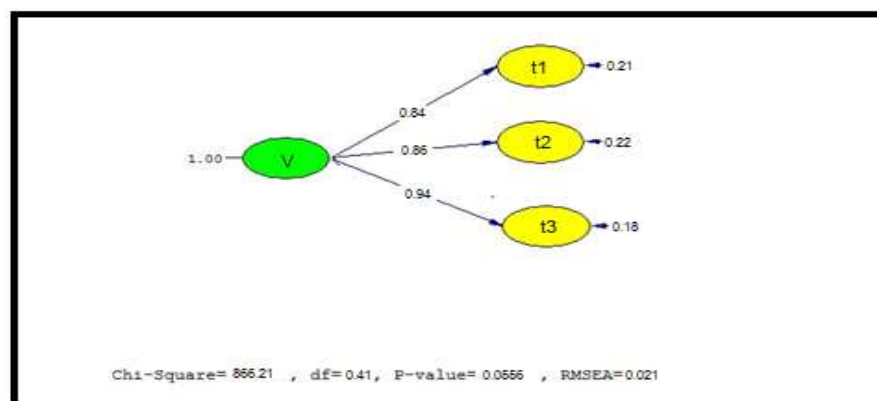 t1
0.21
0.84
1.00
V
0.86
t2
0.22
0.94
t3
0.18
Chi-Square= 866.21 , df= 0.41, P-value= 0.0556 , RMSEA= 0.021